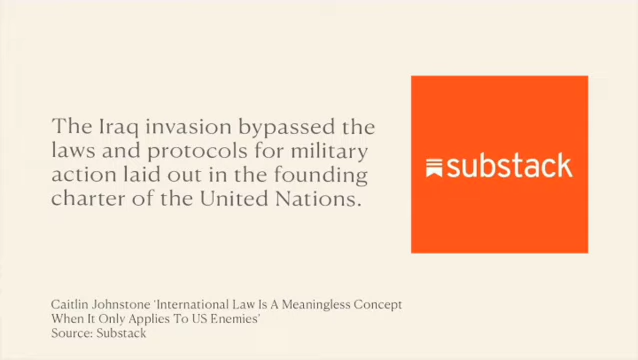 The Iraq invasion bypassed the
laws and protocols for military
action laid out in the founding
charter of the United Nations.
substack
Caitlin Johnstone 'International Law Is A Meaningless Concept
When It Only Applies To US Enemies'
Source: Substack